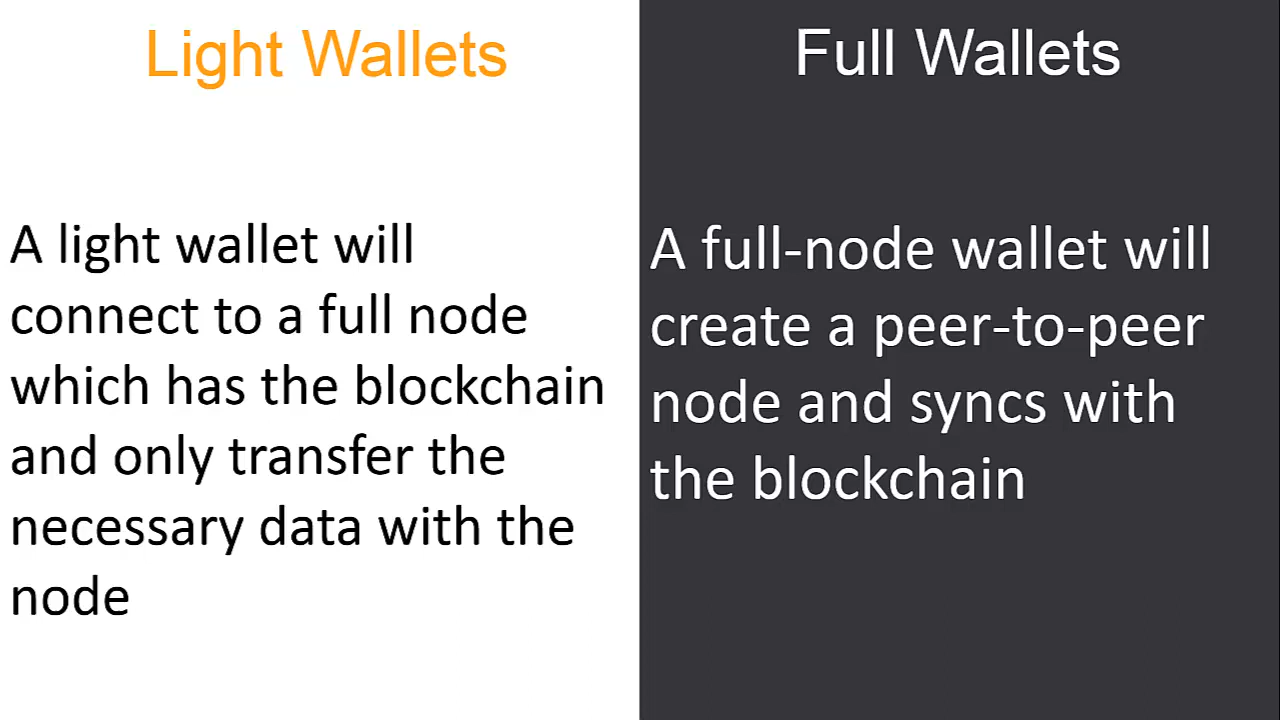 Light Wallets
A light wallet will
connect to a full node
which has the blockchain
and only transfer the
necessary data with the
node
Full Wallets
A full-node wallet will
create a peer-to-peer
node and syncs with
the blockchain